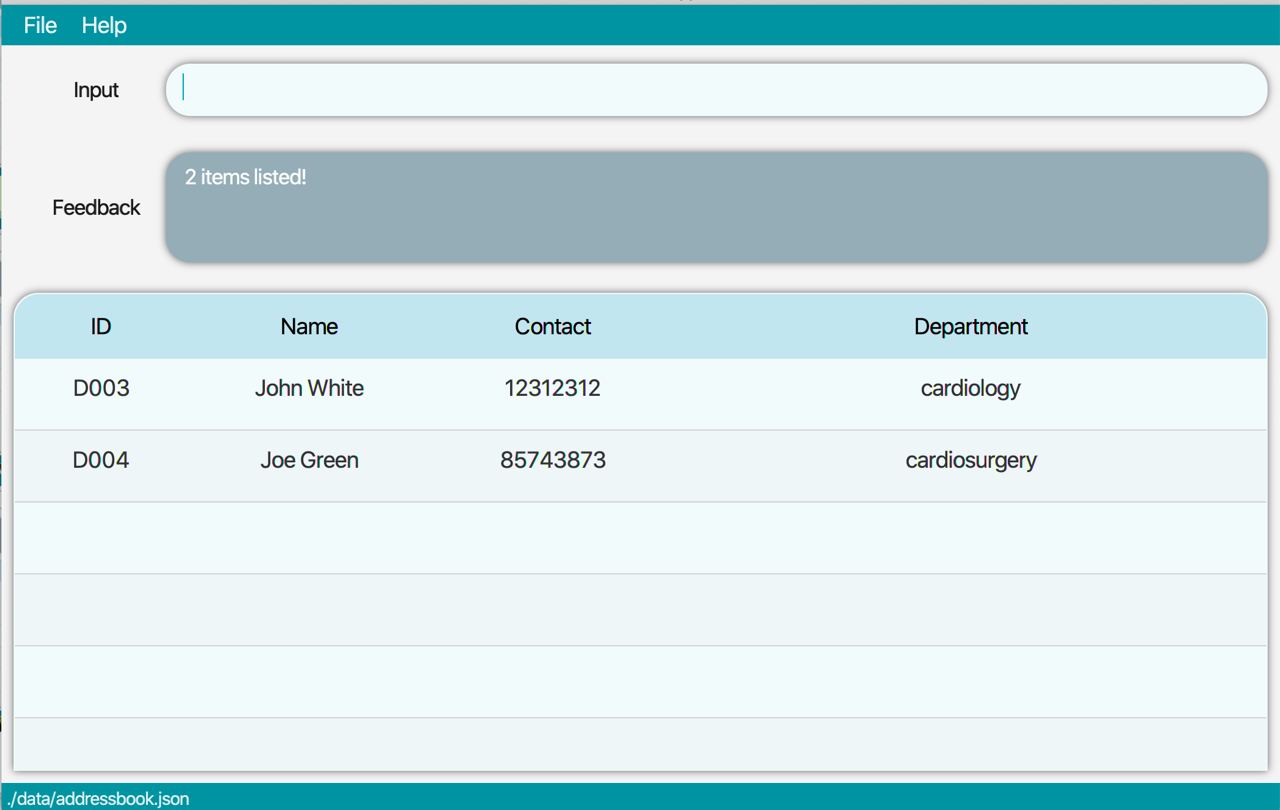 File Help
Input
2 items listed!
Feedback
ID Name Contact Department
D003 John White 12312312 cardiology
D004 Joe Green 85743873 cardiosurgery
./data/addressbook.json